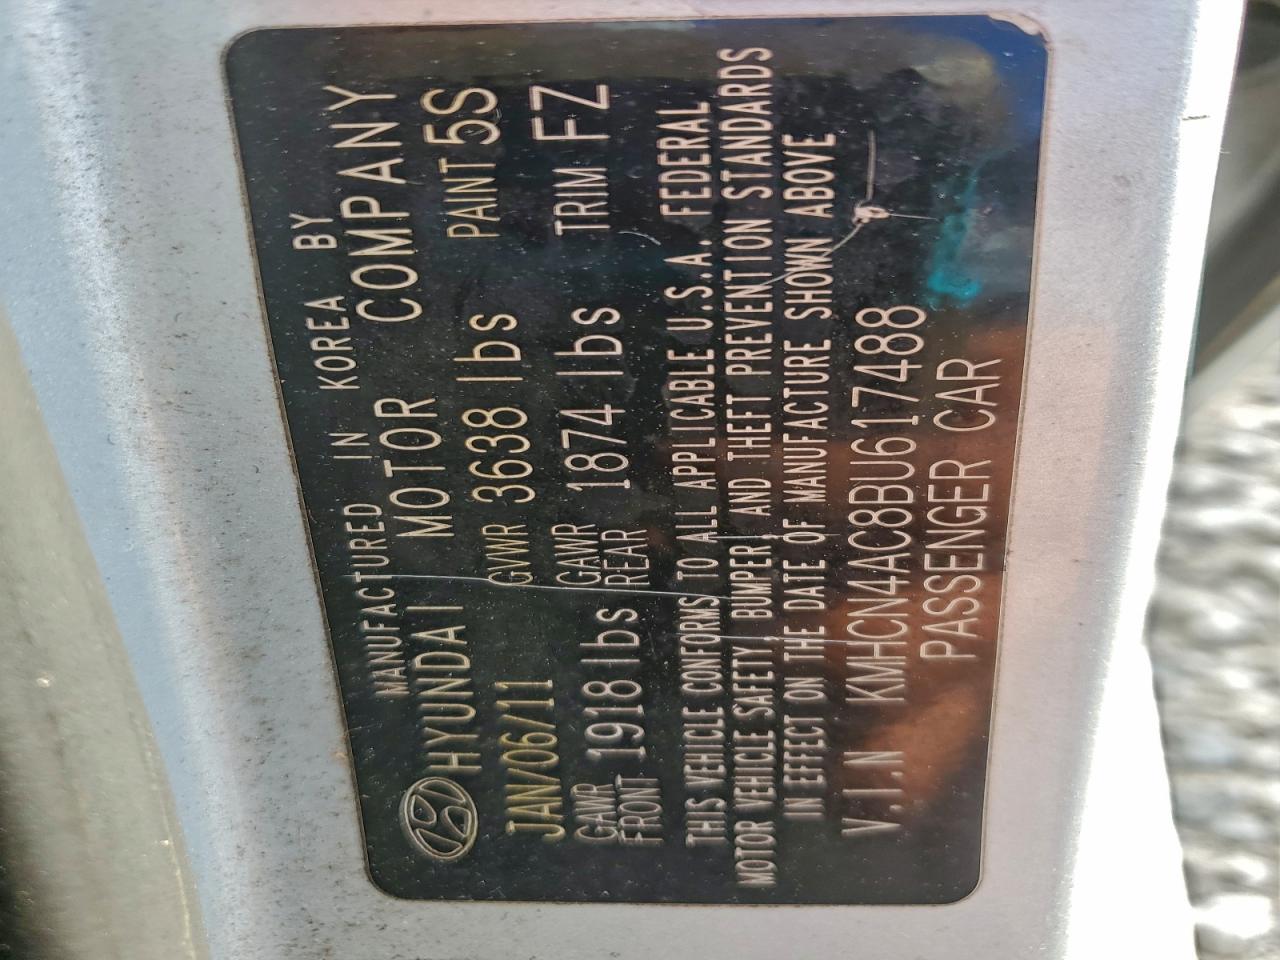 MANUFACTURED IN KOREA BY
HYUNDAI MOTOR COMPANY
JAN/06/11 GVWR 3638 lbs PAINT 5S
GAWR FRONT 1918 lbs GAWR REAR 1874 lbs TRIM FZ
THIS VEHICLE CONFORMS TO ALL APPLICABLE U.S.A. FEDERAL
MOTOR VEHICLE SAFETY, BUMPER, AND THEFT PREVENTION STANDARDS
IN EFFECT ON THE DATE OF MANUFACTURE SHOWN ABOVE
V.I.N KMHCN4AC8BU617488
PASSENGER CAR